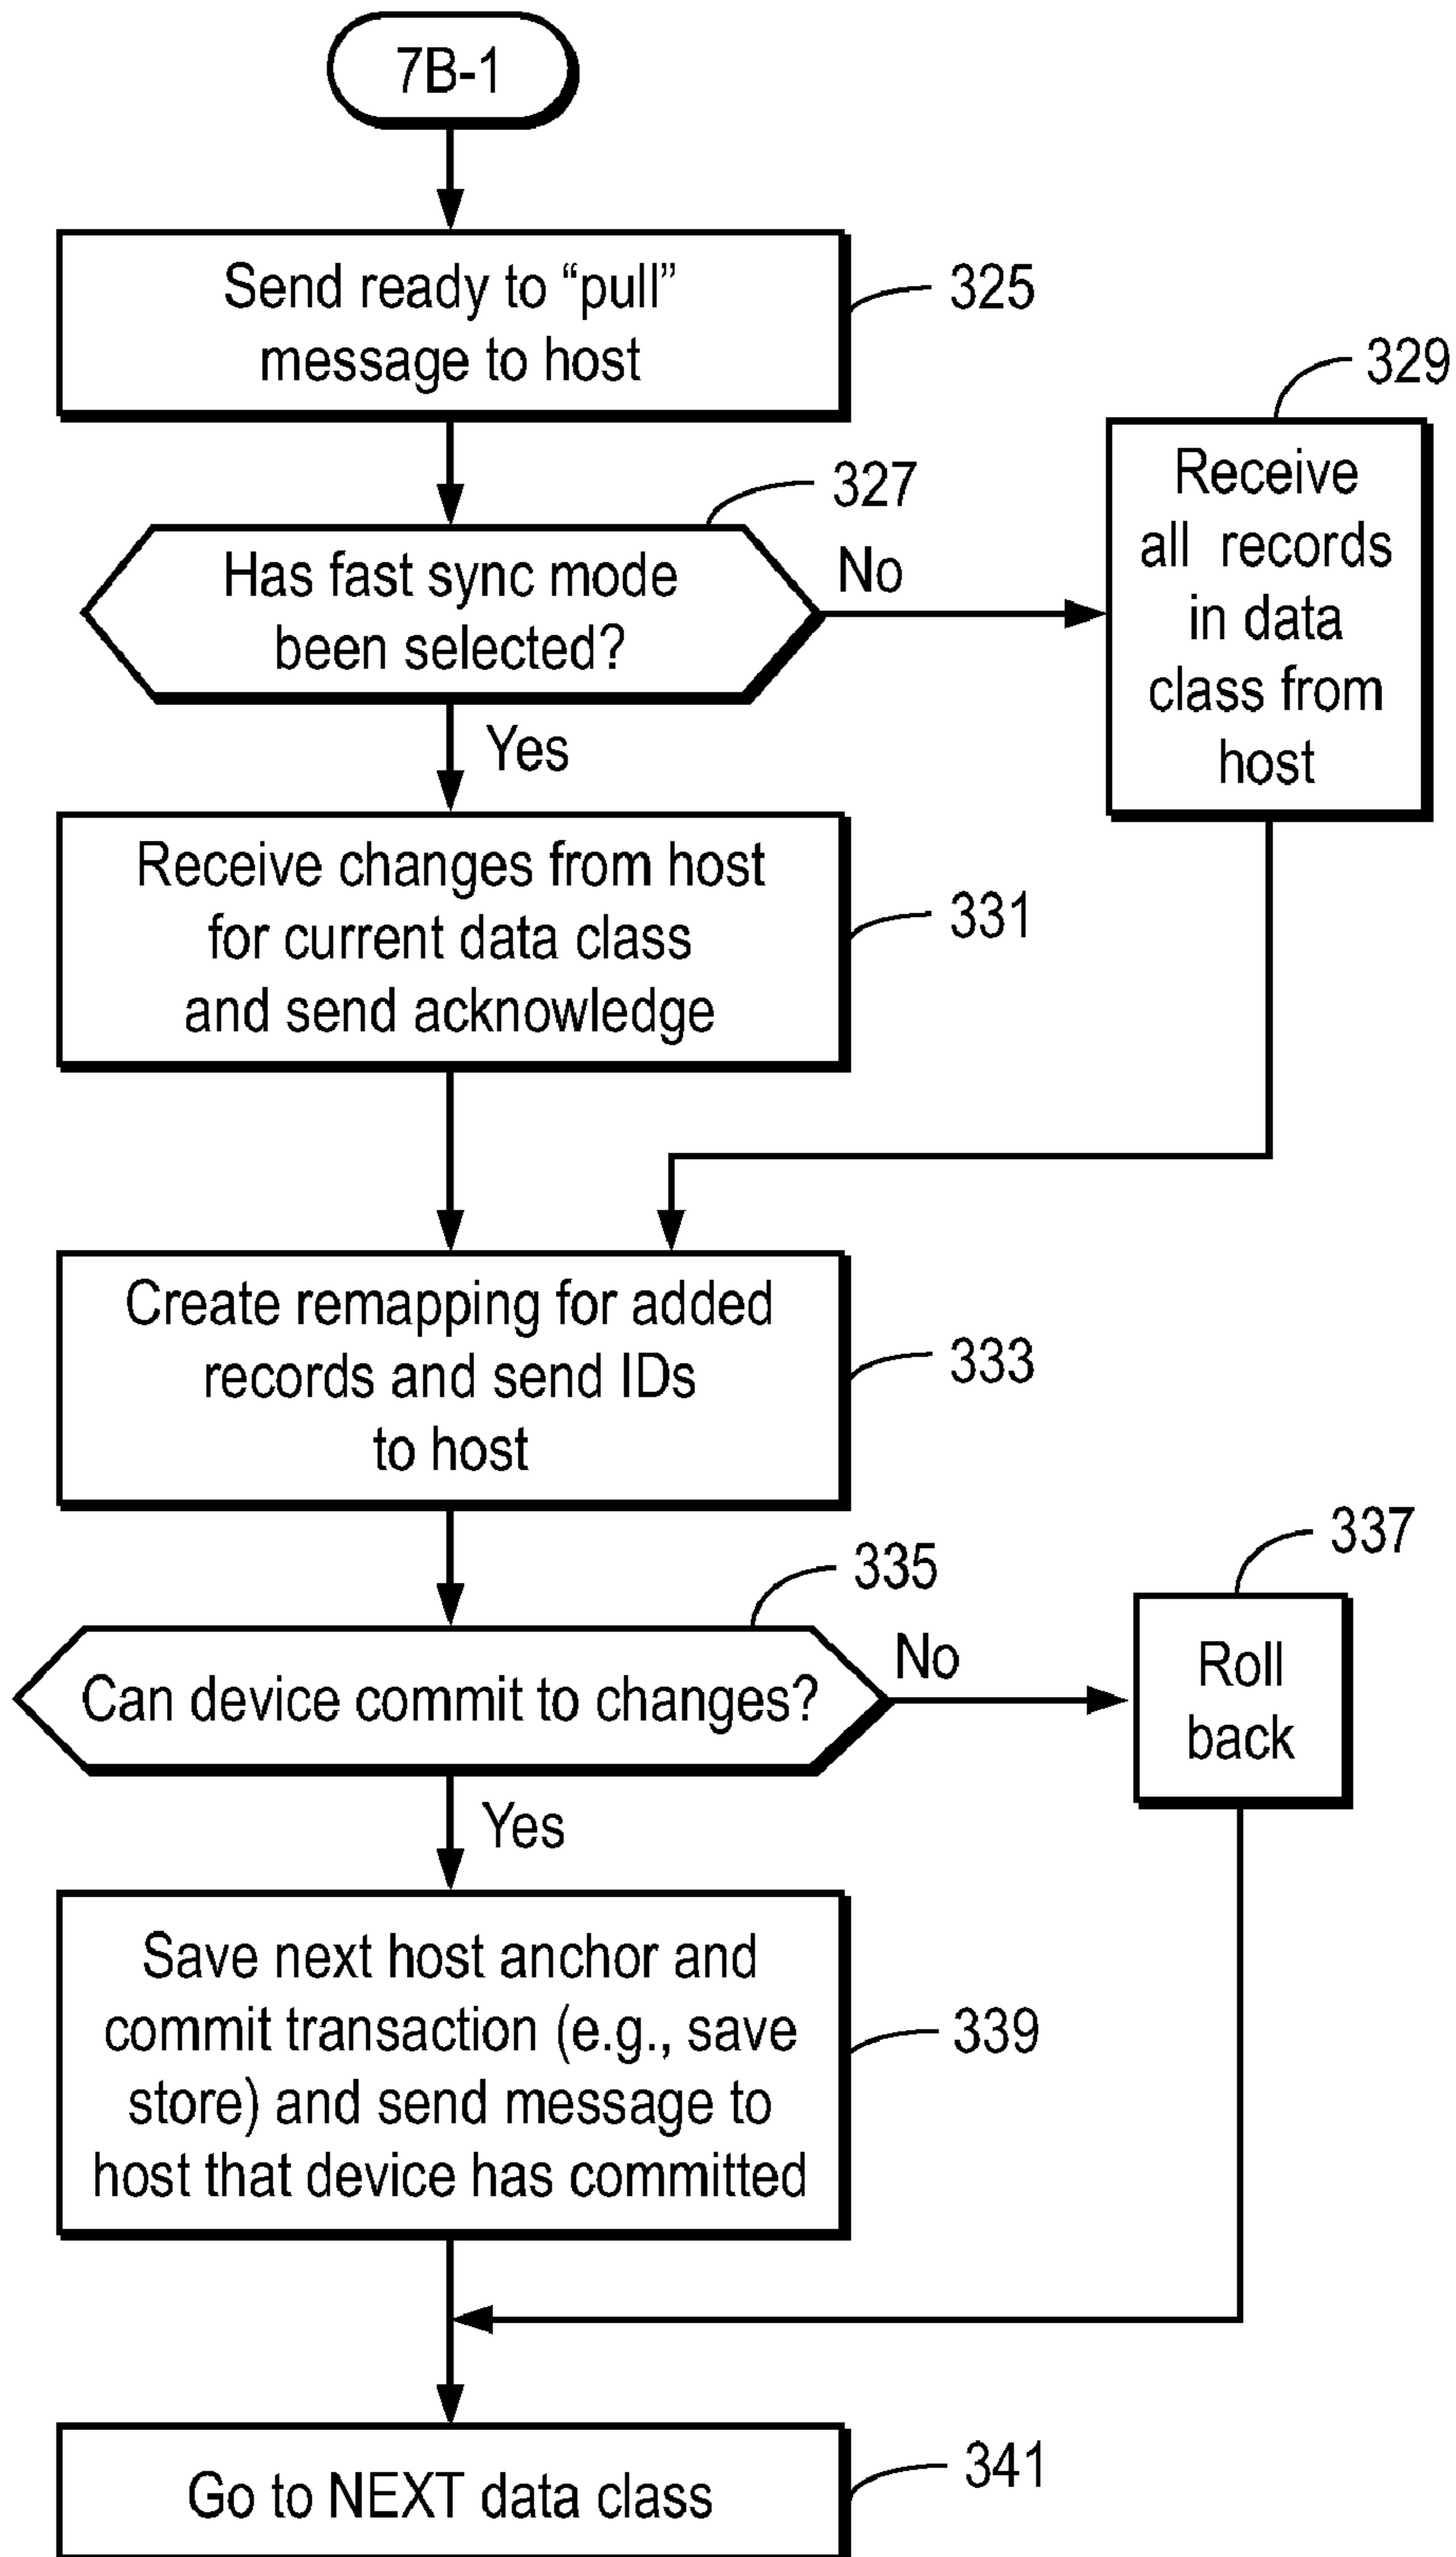 7B-1
Send ready to “pull”
message to host
325
329
Receive
all records
in data
class from
host
327
Has fast sync mode
been selected?
No
Yes
Receive changes from host
for current data class
and send acknowledge
331
Create remapping for added
records and send IDs
to host
333
335
Can device commit to changes?
No
337
Roll
back
Yes
Save next host anchor and
commit transaction (e.g., save
store) and send message to
host that device has committed
339
Go to NEXT data class
341